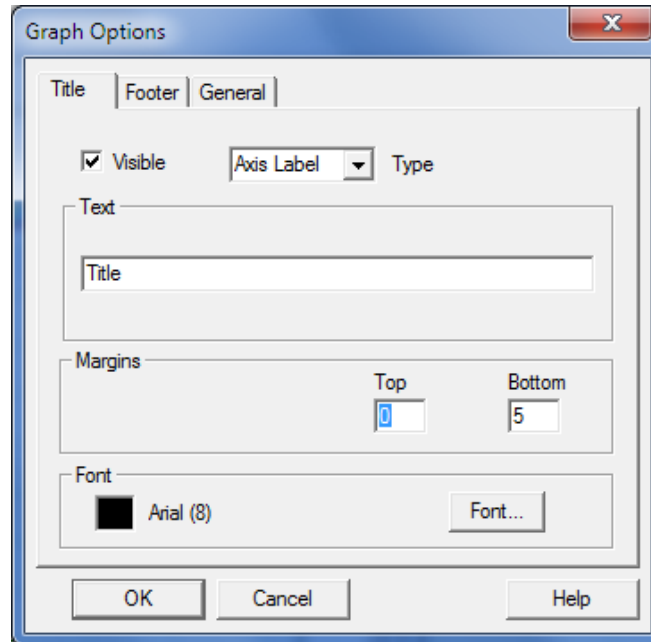 Graph Options
Title Footer General
Visible Axis Label Type
Text
Title
Margins
Top Bottom
0 5
Font
Arial (8) Font...
OK Cancel Help